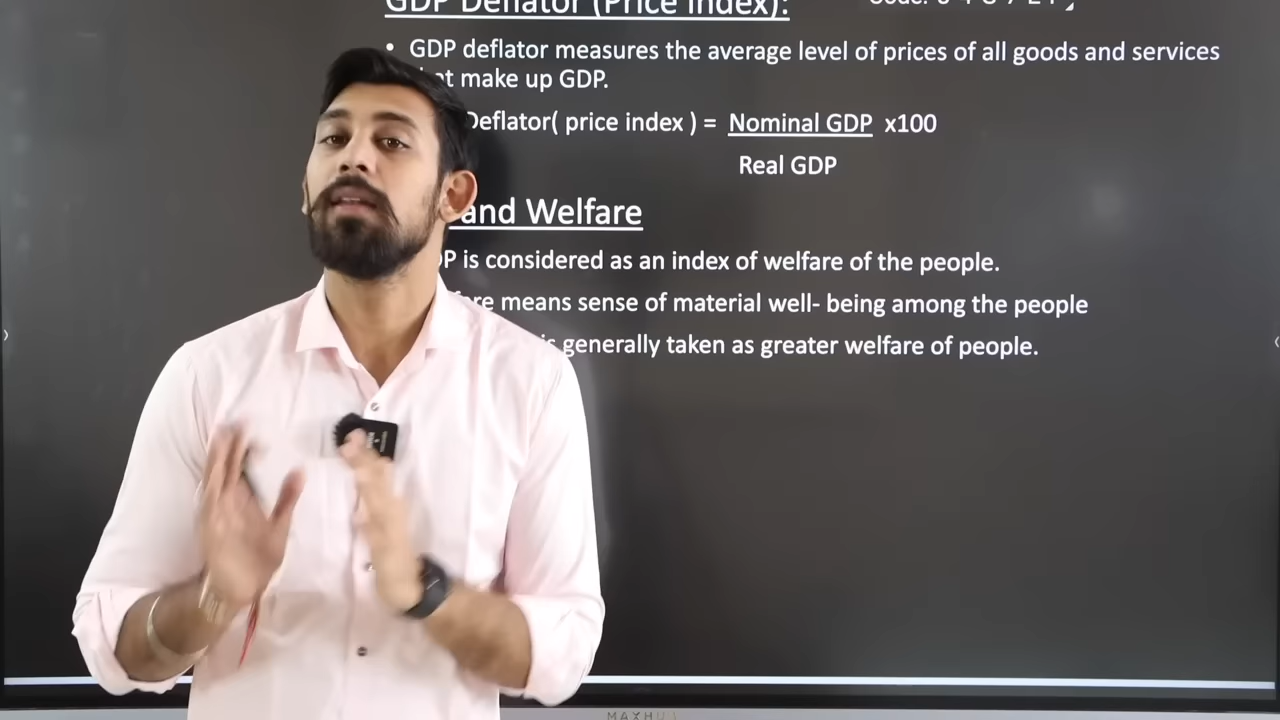 GDP Deflator (Price Index):
• GDP deflator measures the average level of prices of all goods and services
make up GDP.
Deflator( price index ) = Nominal GDP x100
Real GDP
and Welfare
is considered as an index of welfare of the people.
means sense of material well- being among the people
generally taken as greater welfare of people.